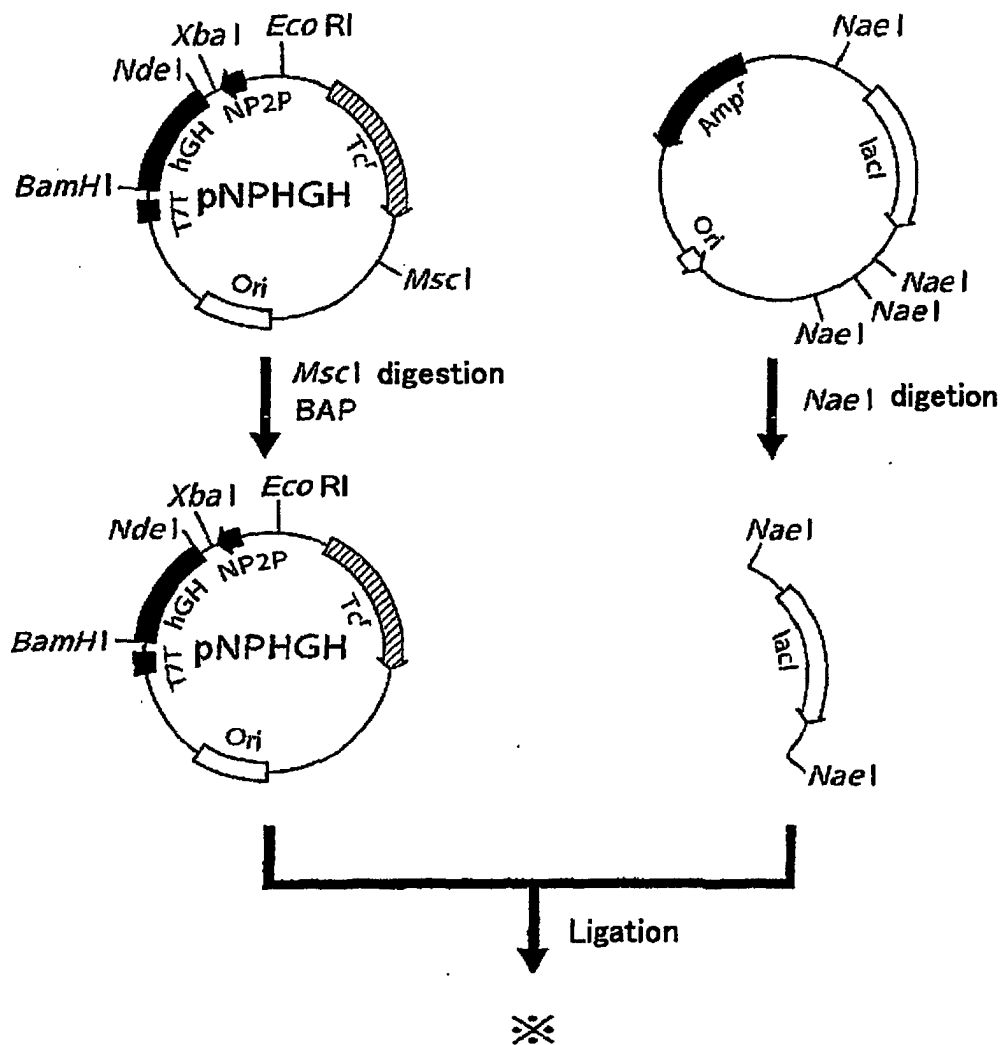 Xba I
Eco RI
Nde I
NP2P
hGH
Tcr
BamH I
T7T
pNPHGH
Ori
Msc I
Nae I
Ampr
lacI
Ori
Nae I
Nae I
Nae I
Msc I digestion
BAP
Nae I digetion
Xba I
Eco RI
Nde I
NP2P
hGH
Tcr
BamH I
T7T
pNPHGH
Ori
Nae I
lacI
Nae I
Ligation
※